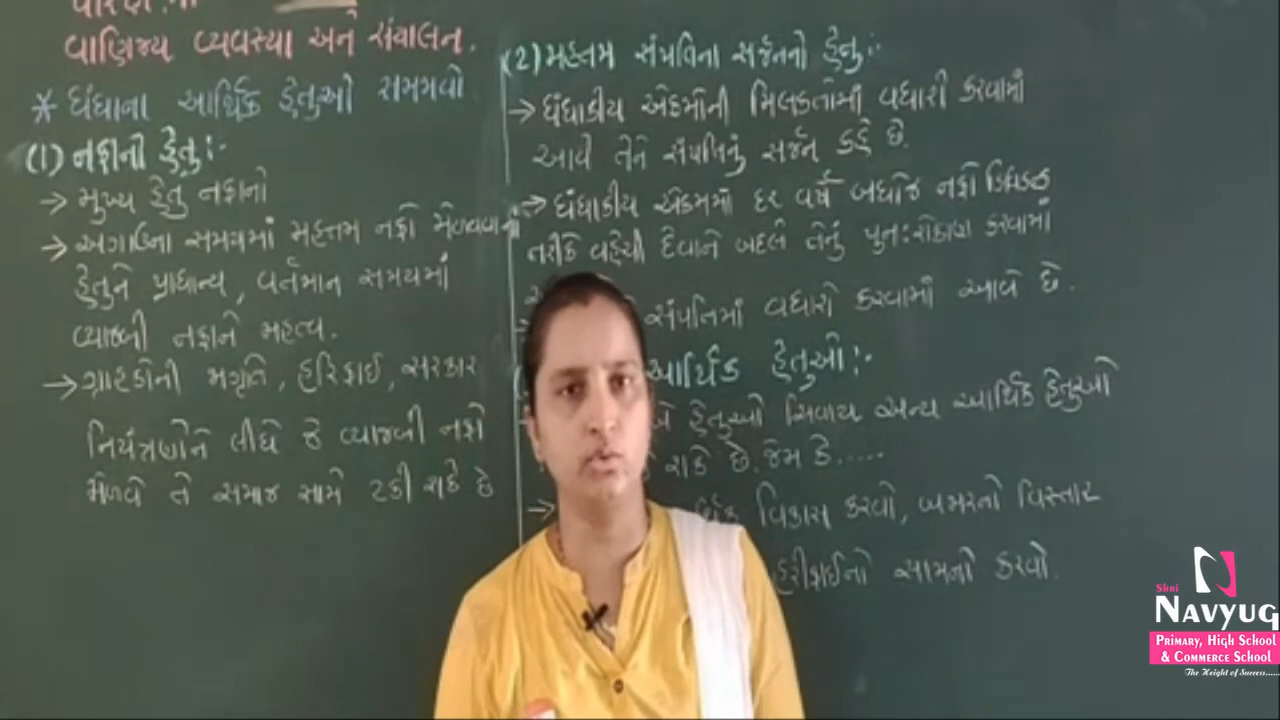 વાણિજ્ય વ્યવસ્થા અને સંચાલન.
* ધંધાના આર્થિક હેતુઓ સમજાવો
(1) નફાનો હેતુ :-
→ મુખ્ય હેતુ નફાનો
→ અગાઉના સમયમાં મહત્તમ નફો મેળવવાના
હેતુને પ્રાધાન્ય, વર્તમાન સમયમાં
વ્યાજબી નફાને મહત્વ.
→ ગ્રાહકોની જાગૃતિ, હરિફાઈ, સરકાર
નિયંત્રણોને લીધે જે વ્યાજબી નફો
મેળવે તે સમાજ સામે ટકી શકે છે
(2) મહત્તમ સંપત્તિના સર્જનનો હેતુ :-
→ ધંધાકીય એકમોની મિલકતોમાં વધારો કરવામાં
આવે તેને સંપત્તિનું સર્જન કહે છે.
→ ધંધાકીય એકમમાં દર વર્ષે બધોજ નફો ડિવિડન્ડ
તરીકે વહેંચી દેવાને બદલે તેનું પુન:રોકાણ કરવામાં
સંપત્તિમાં વધારો કરવામાં આવે છે.
આર્થિક હેતુઓ :-
હેતુઓ સિવાય અન્ય આર્થિક હેતુઓ
શકે છે. જેમ કે.....
→ વિકાસ કરવો, બજારનો વિસ્તાર
હરીફાઈનો સામનો કરવો.
Shri
NAVYUG
PRIMARY, HIGH SCHOOL
& COMMERCE SCHOOL
The Height of Success......